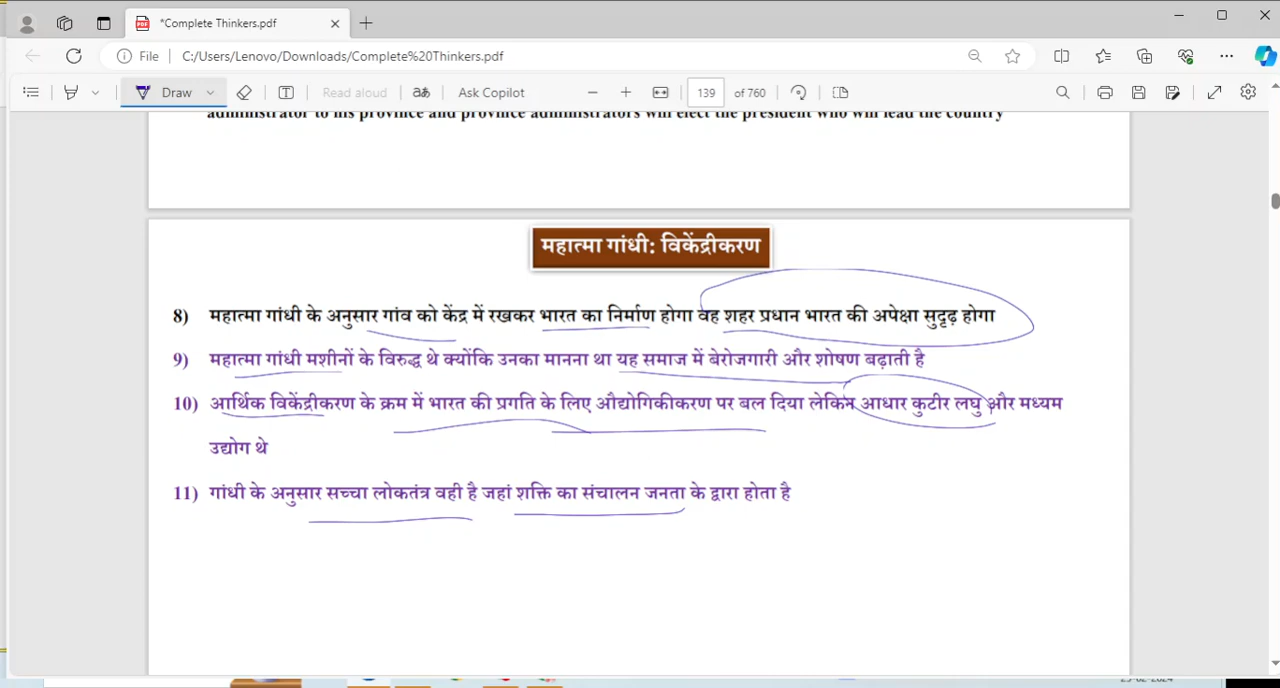 *Complete Thinkers.pdf
File
C:/Users/Lenovo/Downloads/Complete%20Thinkers.pdf
Draw
Read aloud
Ask Copilot
139 of 760
administrator to his province and province administrators will elect the president who will lead the country
महात्मा गांधी: विकेंद्रीकरण
8) महात्मा गांधी के अनुसार गांव को केंद्र में रखकर भारत का निर्माण होगा वह शहर प्रधान भारत की अपेक्षा सुदृढ़ होगा
9) महात्मा गांधी मशीनों के विरुद्ध थे क्योंकि उनका मानना था यह समाज में बेरोजगारी और शोषण बढ़ाती है
10) आर्थिक विकेंद्रीकरण के क्रम में भारत की प्रगति के लिए औद्योगिकीकरण पर बल दिया लेकिन आधार कुटीर लघु और मध्यम
उद्योग थे
11) गांधी के अनुसार सच्चा लोकतंत्र वही है जहां शक्ति का संचालन जनता के द्वारा होता है